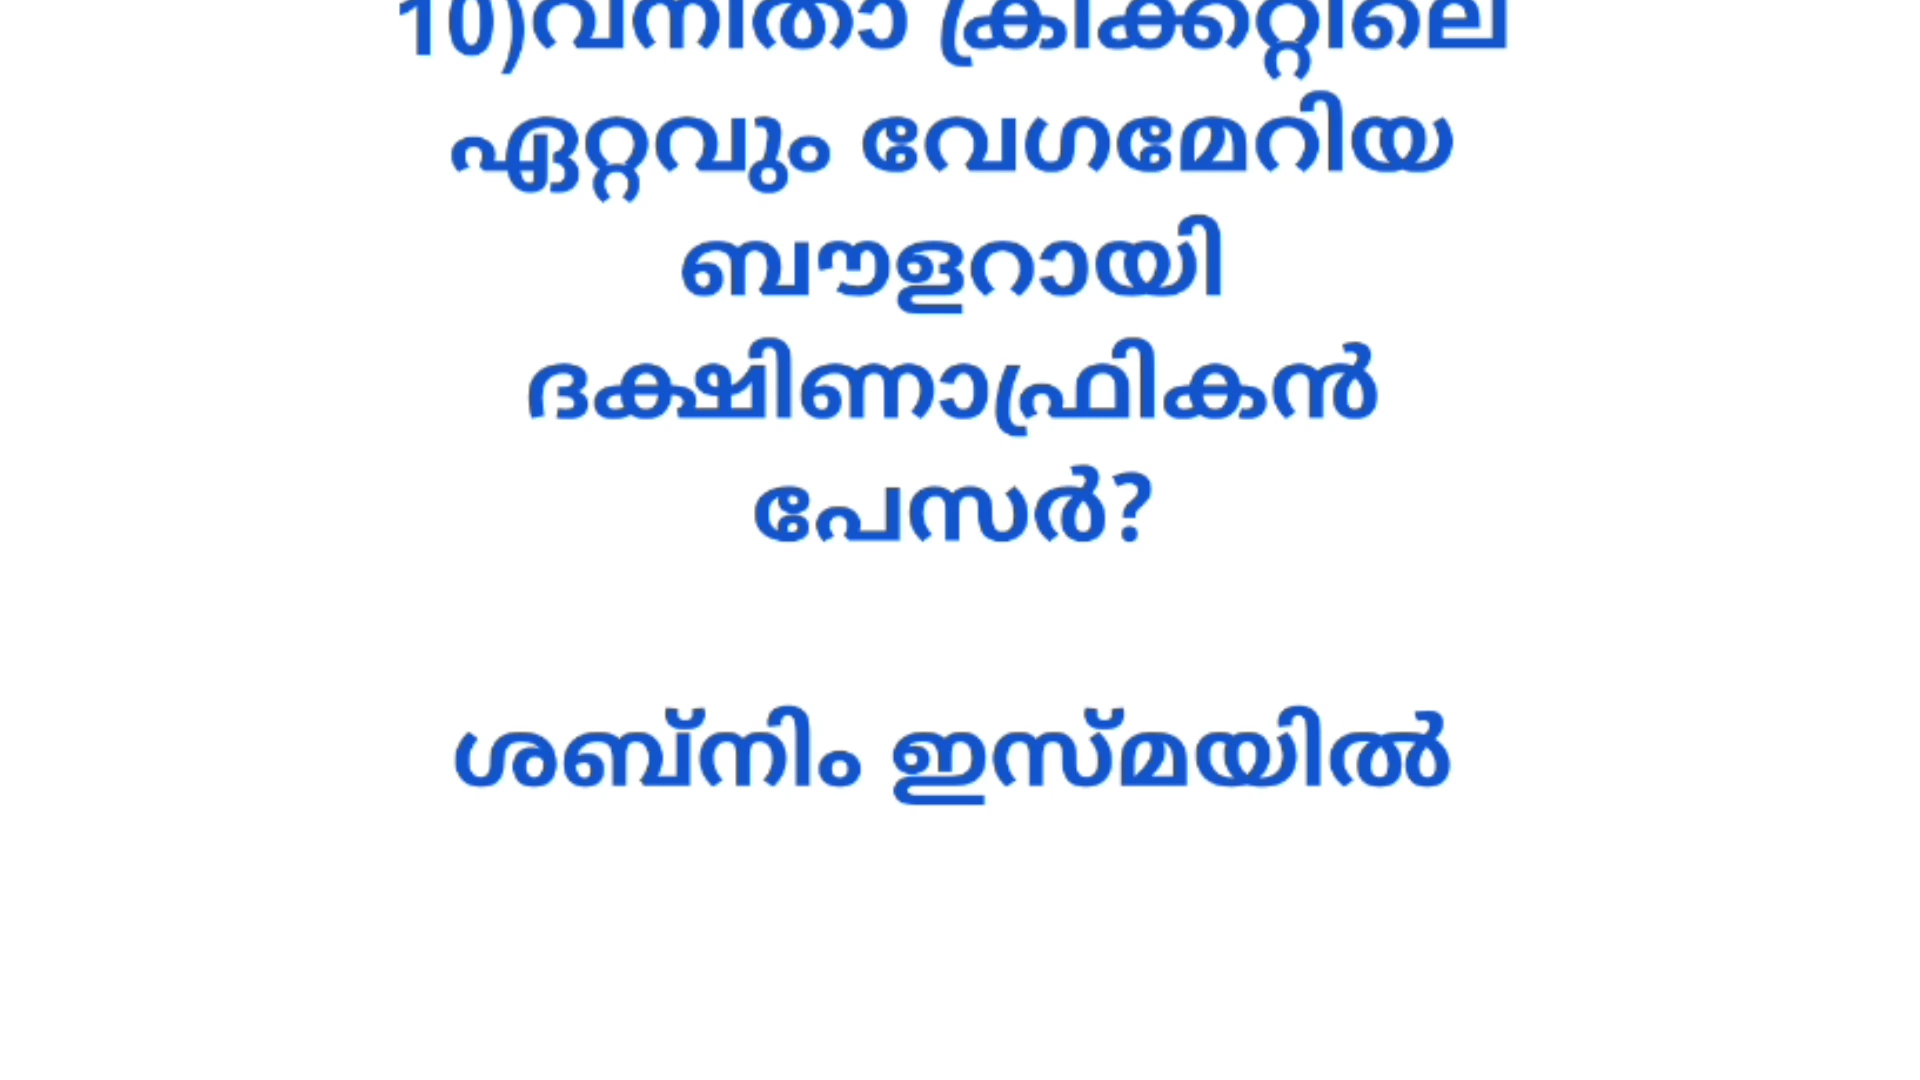 10)വനിതാ ക്രിക്കറ്റിലെ
ഏറ്റവും വേഗമേറിയ
ബൗളറായി
ദക്ഷിണാഫ്രികൻ
പേസർ?
ശബ്നിം ഇസ്മയിൽ